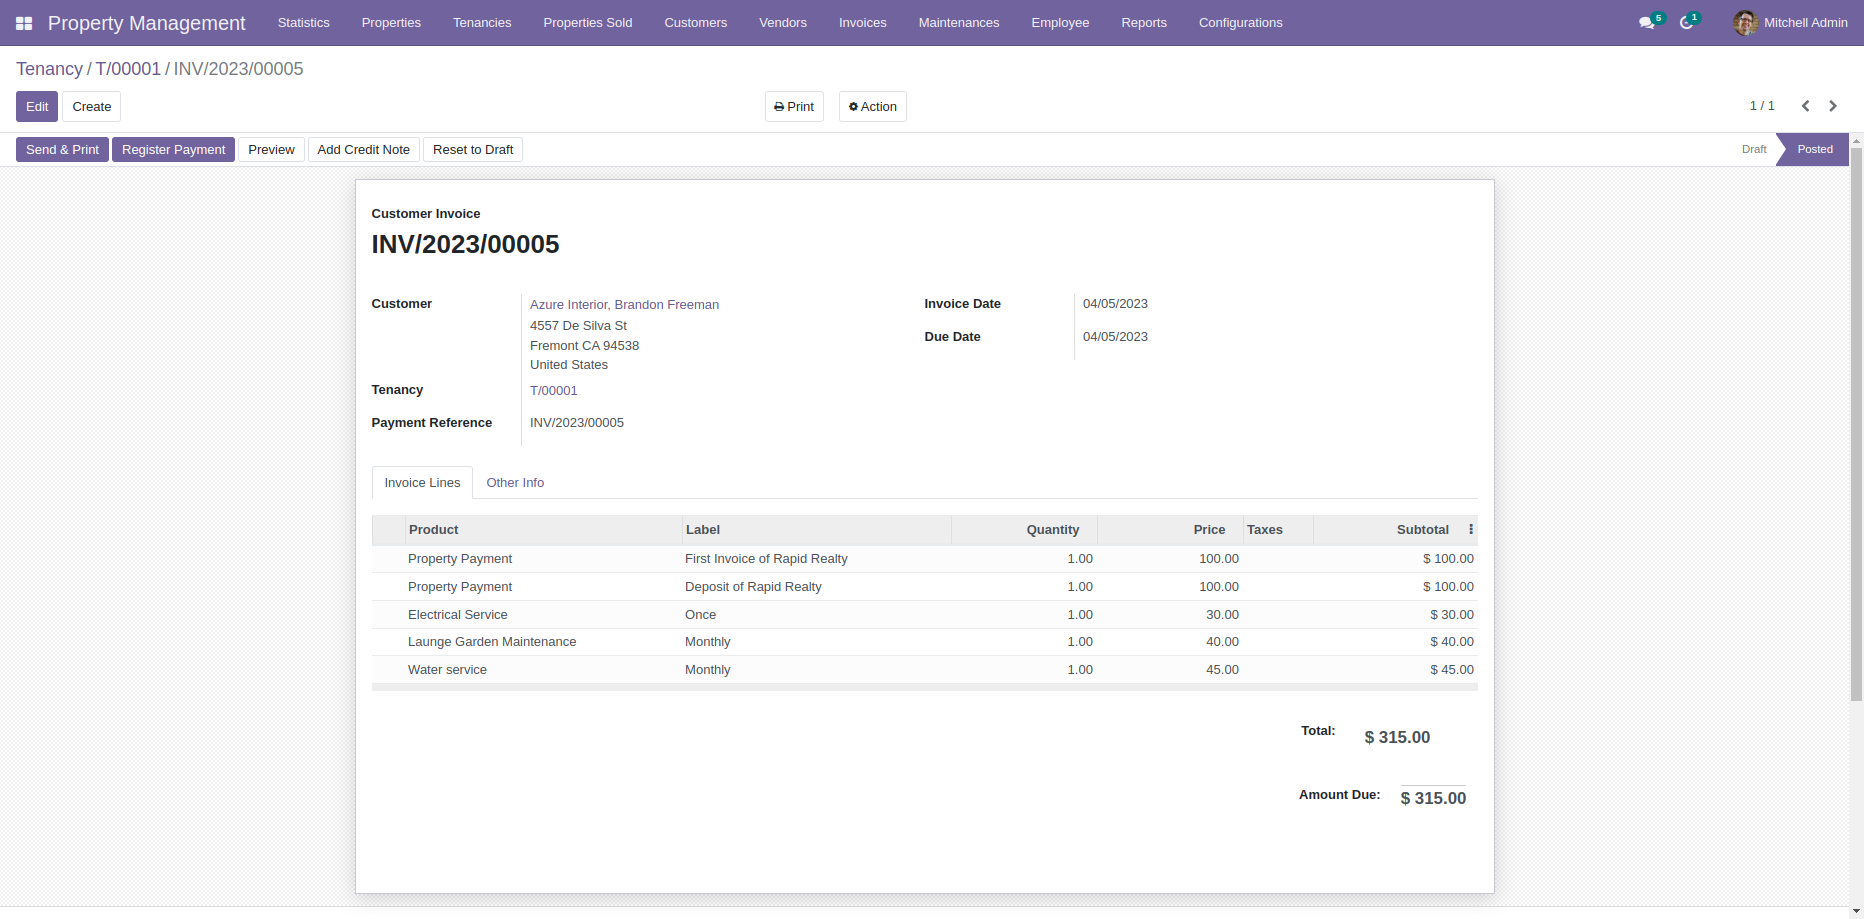 Property Management Statistics Properties Tenancies Properties Sold Customers Vendors Invoices Maintenances Employee Reports Configurations 5 1 Mitchell Admin
Tenancy / T/00001 / INV/2023/00005
Edit Create Print Action 1 / 1
Send & Print Register Payment Preview Add Credit Note Reset to Draft Draft Posted
Customer Invoice
INV/2023/00005
Customer Azure Interior, Brandon Freeman Invoice Date 04/05/2023
4557 De Silva St
Due Date 04/05/2023
Fremont CA 94538
United States
Tenancy T/00001
Payment Reference INV/2023/00005
Invoice Lines Other Info
Product Label Quantity Price Taxes Subtotal
Property Payment First Invoice of Rapid Realty 1.00 100.00 $ 100.00
Property Payment Deposit of Rapid Realty 1.00 100.00 $ 100.00
Electrical Service Once 1.00 30.00 $ 30.00
Launge Garden Maintenance Monthly 1.00 40.00 $ 40.00
Water service Monthly 1.00 45.00 $ 45.00
Total: $ 315.00
Amount Due: $ 315.00